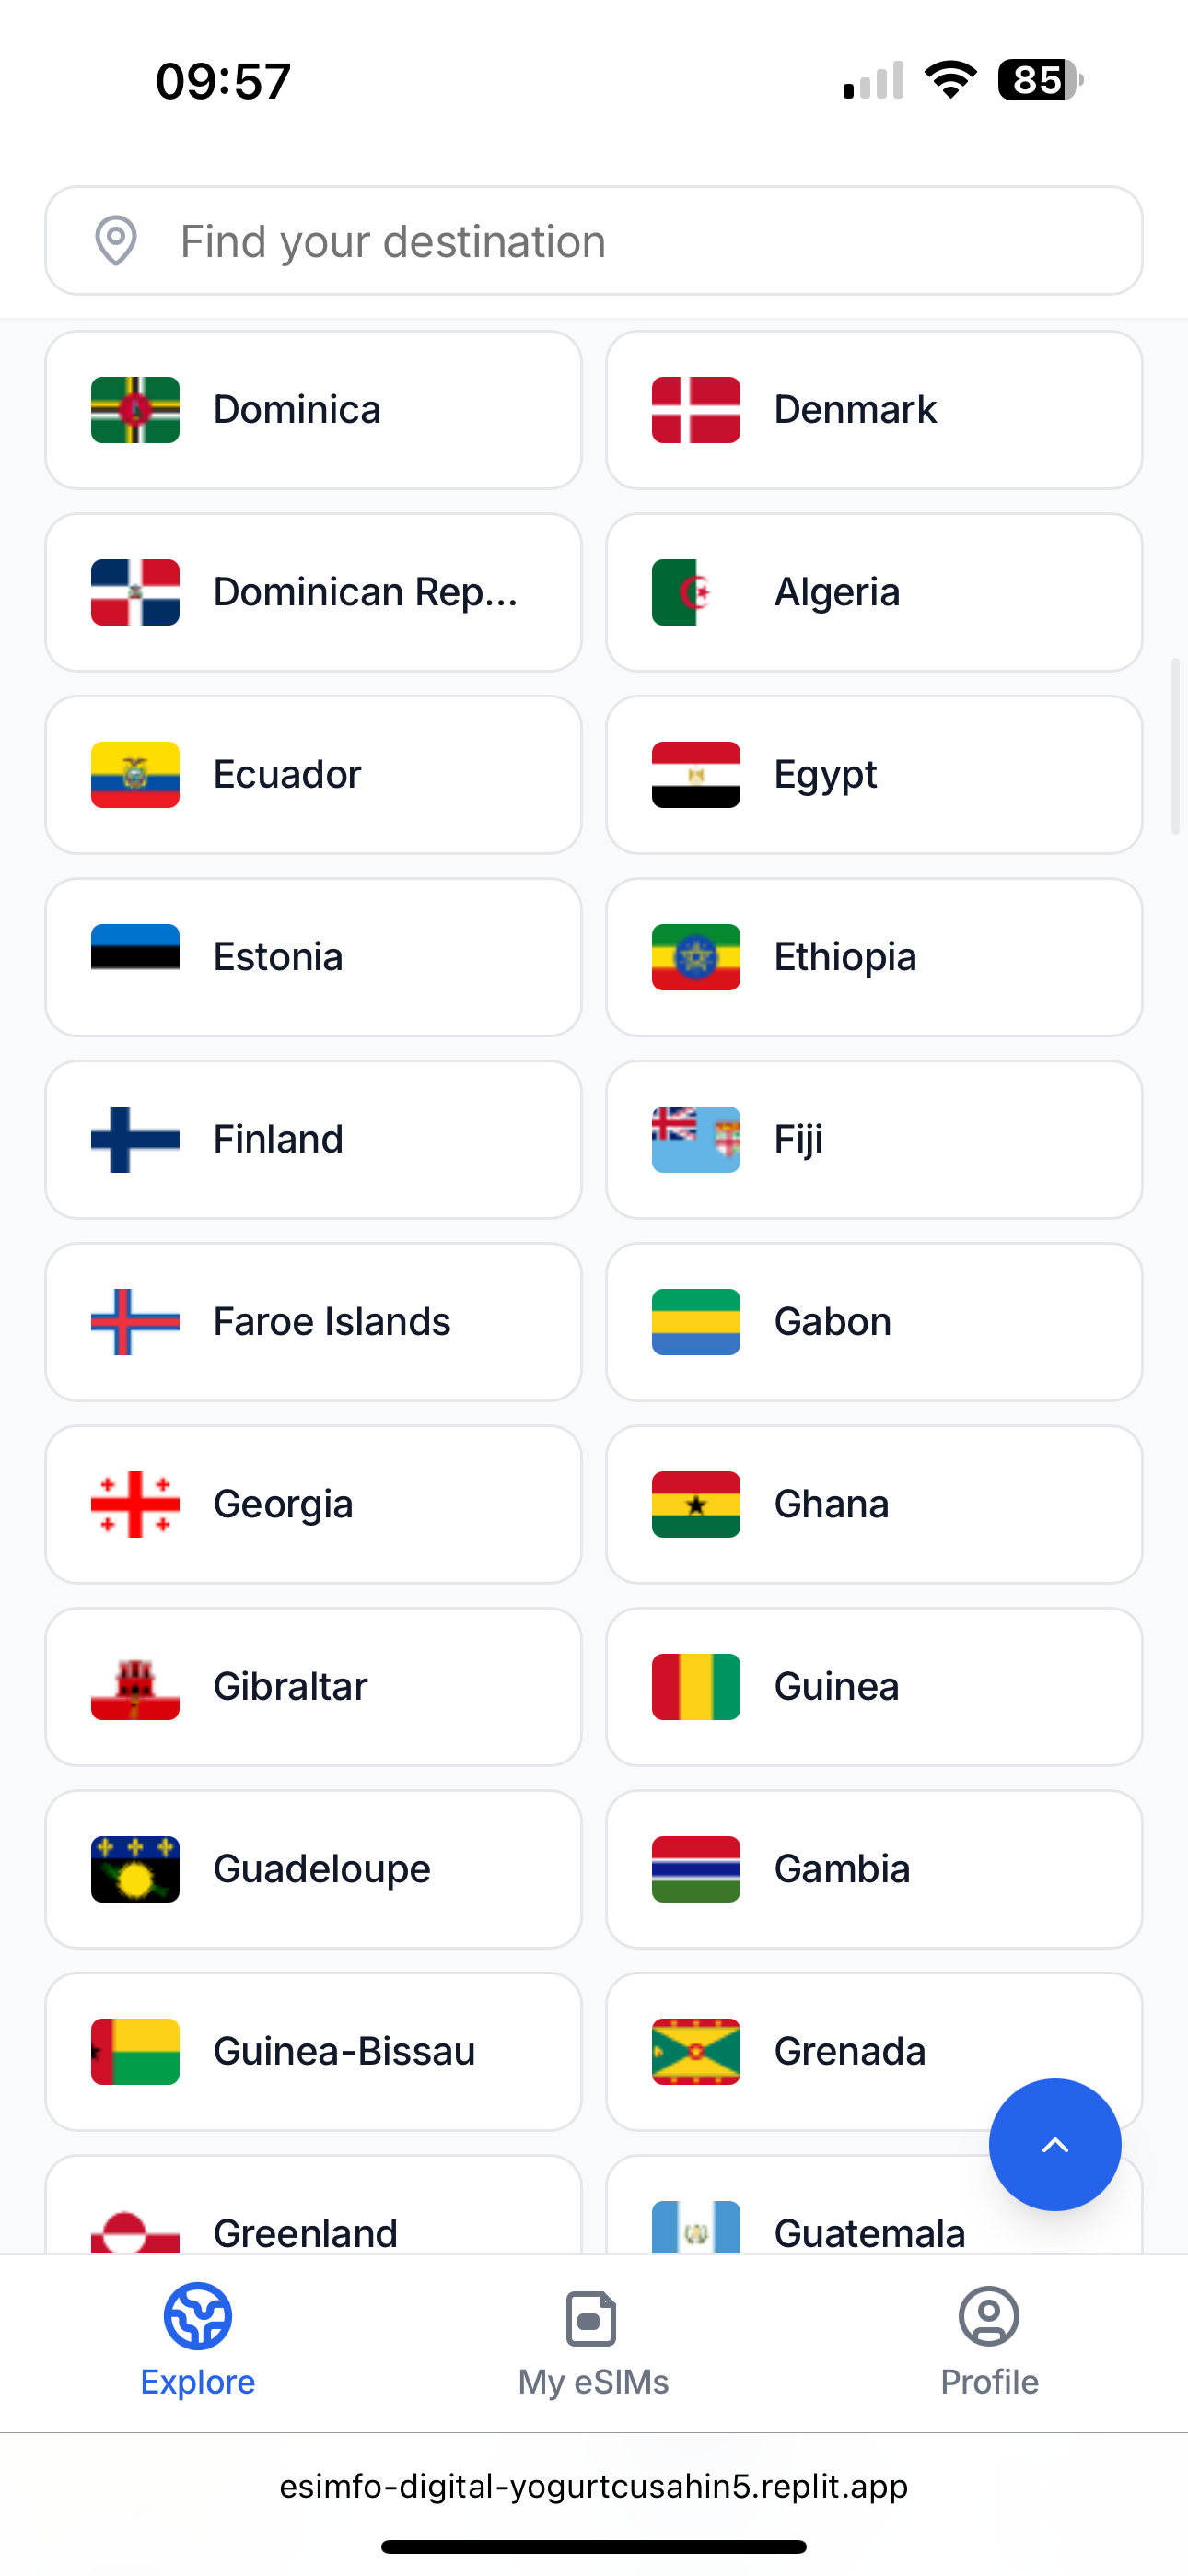 09:57
85
Find your destination
Dominica
Denmark
Dominican Rep...
Algeria
Ecuador
Egypt
Estonia
Ethiopia
Finland
Fiji
Faroe Islands
Gabon
Georgia
Ghana
Gibraltar
Guinea
Guadeloupe
Gambia
Guinea-Bissau
Grenada
Greenland
Guatemala
Explore
My eSIMs
Profile
esimfo-digital-yogurtcusahin5.replit.app